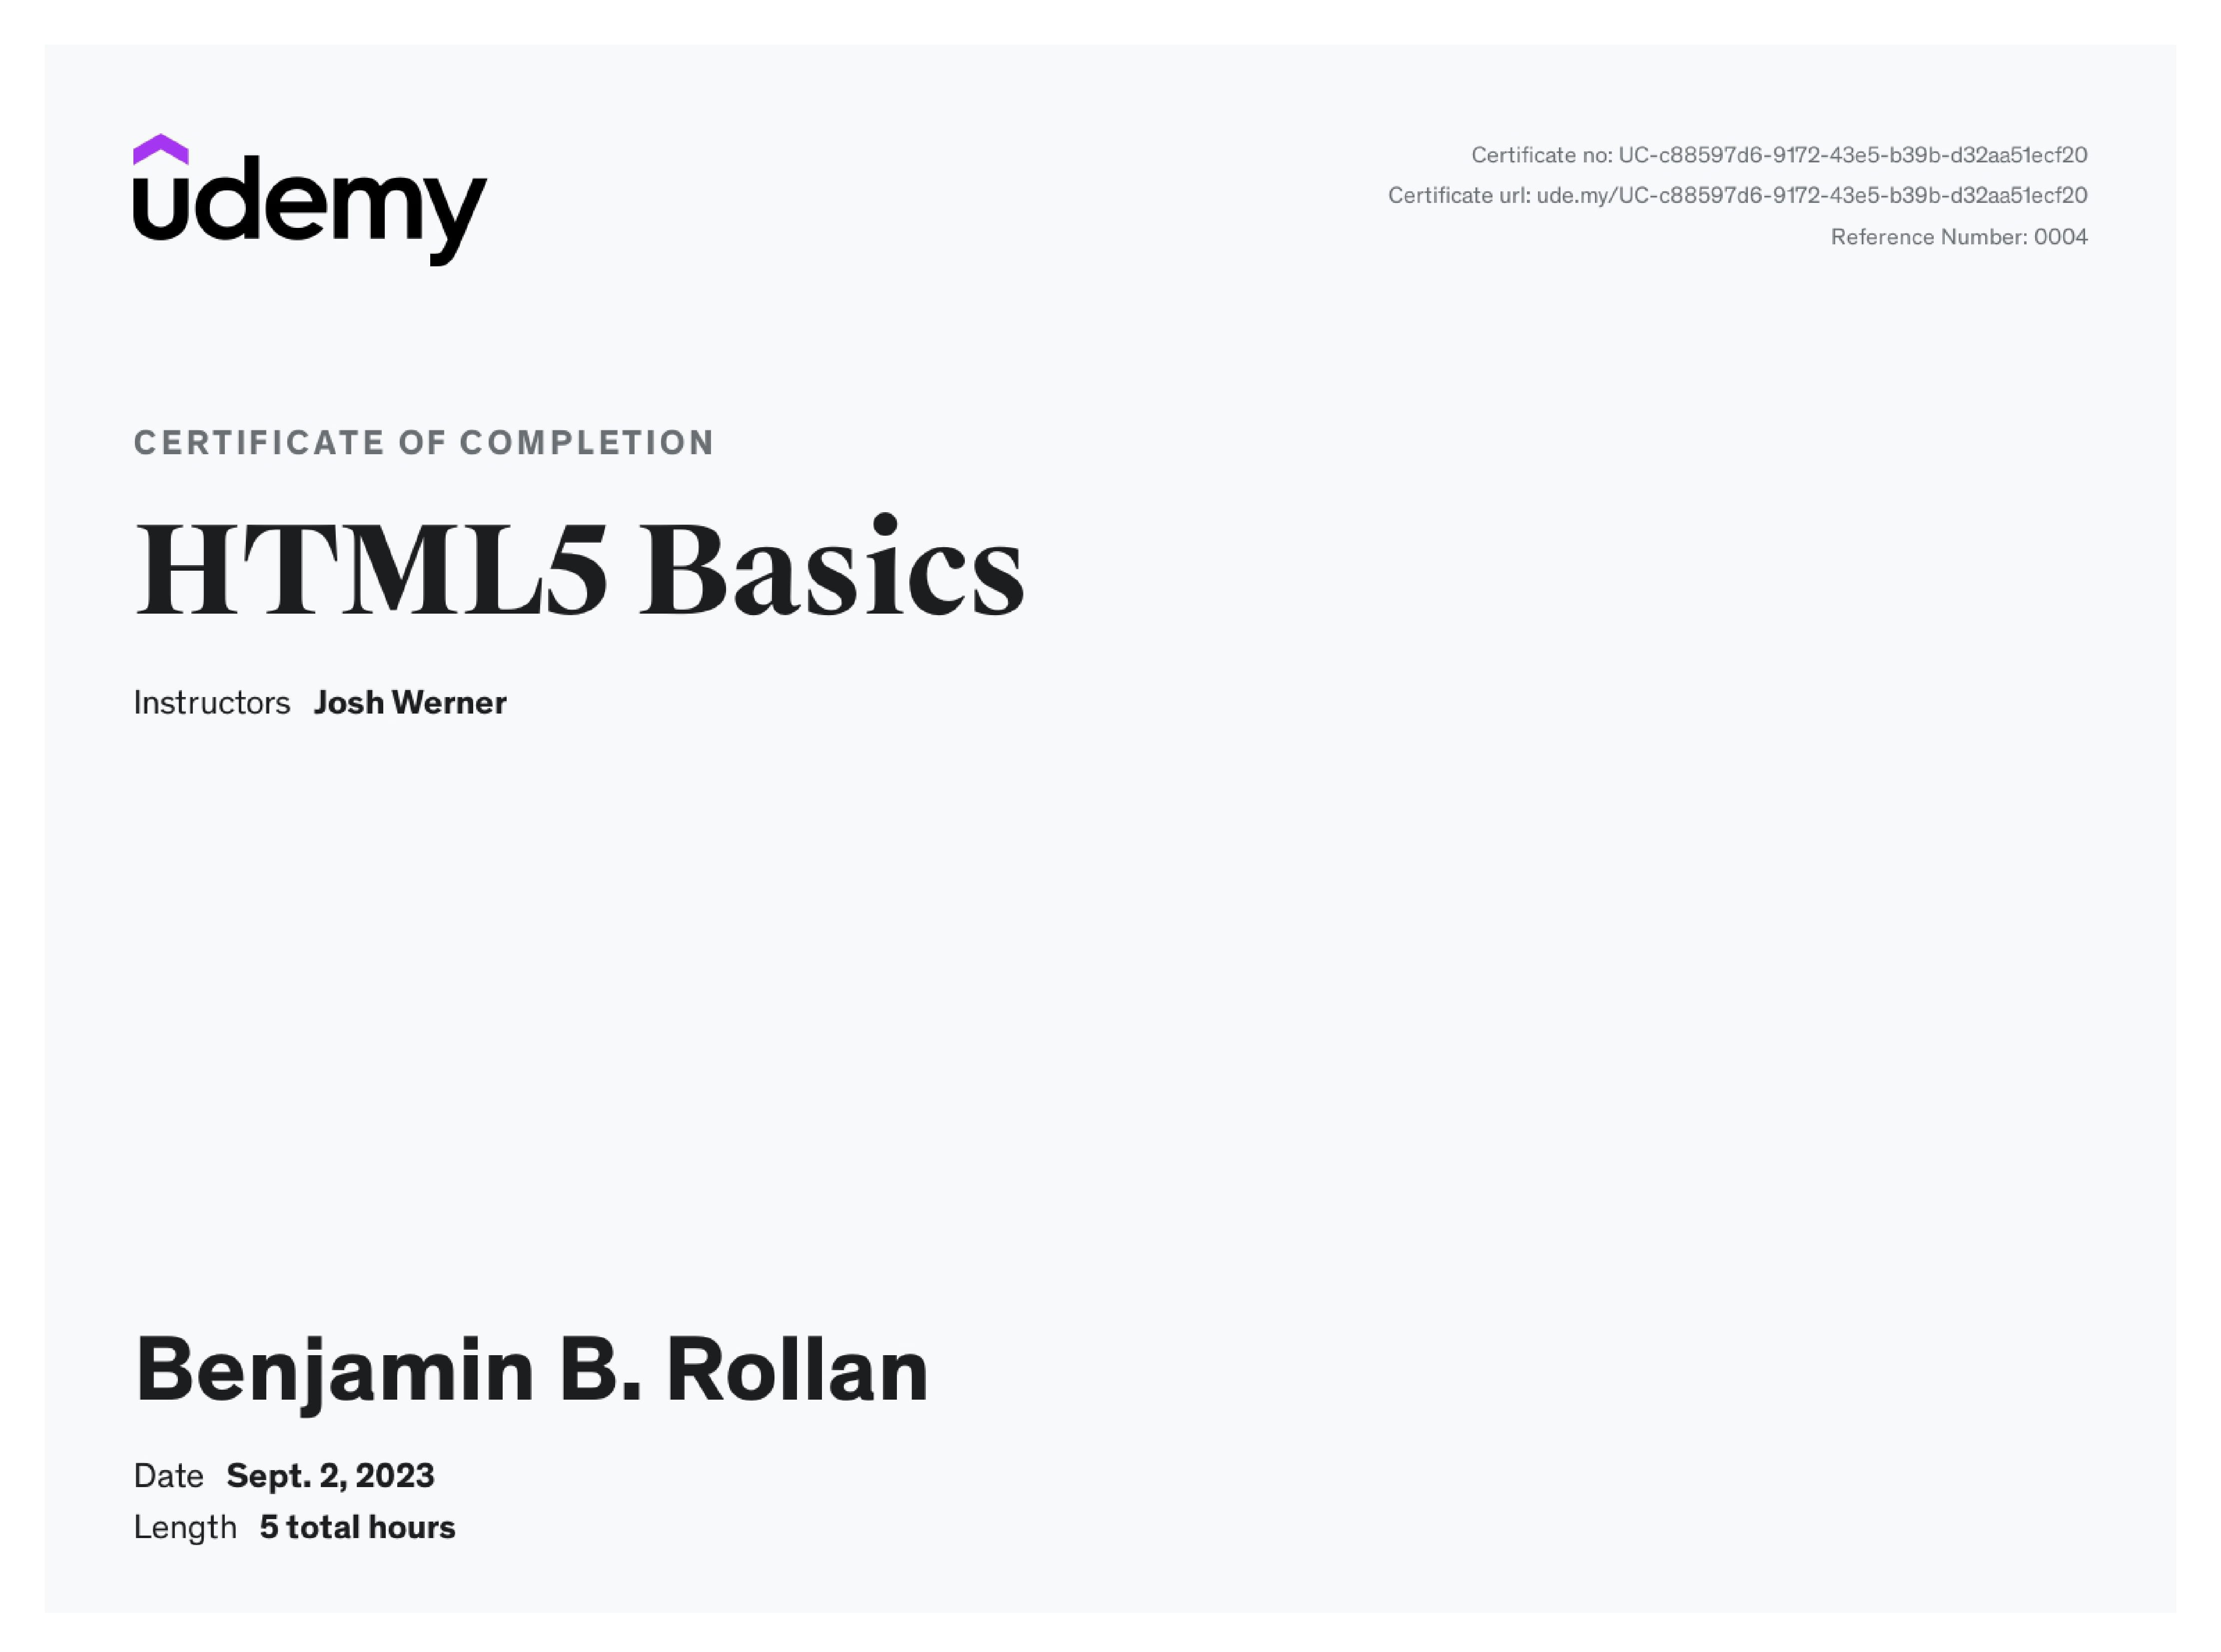 udemy
Certificate no: UC-c88597d6-9172-43e5-b39b-d32aa51ecf20
Certificate url: ude.my/UC-c88597d6-9172-43e5-b39b-d32aa51ecf20
Reference Number: 0004
CERTIFICATE OF COMPLETION
HTML5 Basics
Instructors Josh Werner
Benjamin B. Rollan
Date Sept. 2, 2023
Length 5 total hours